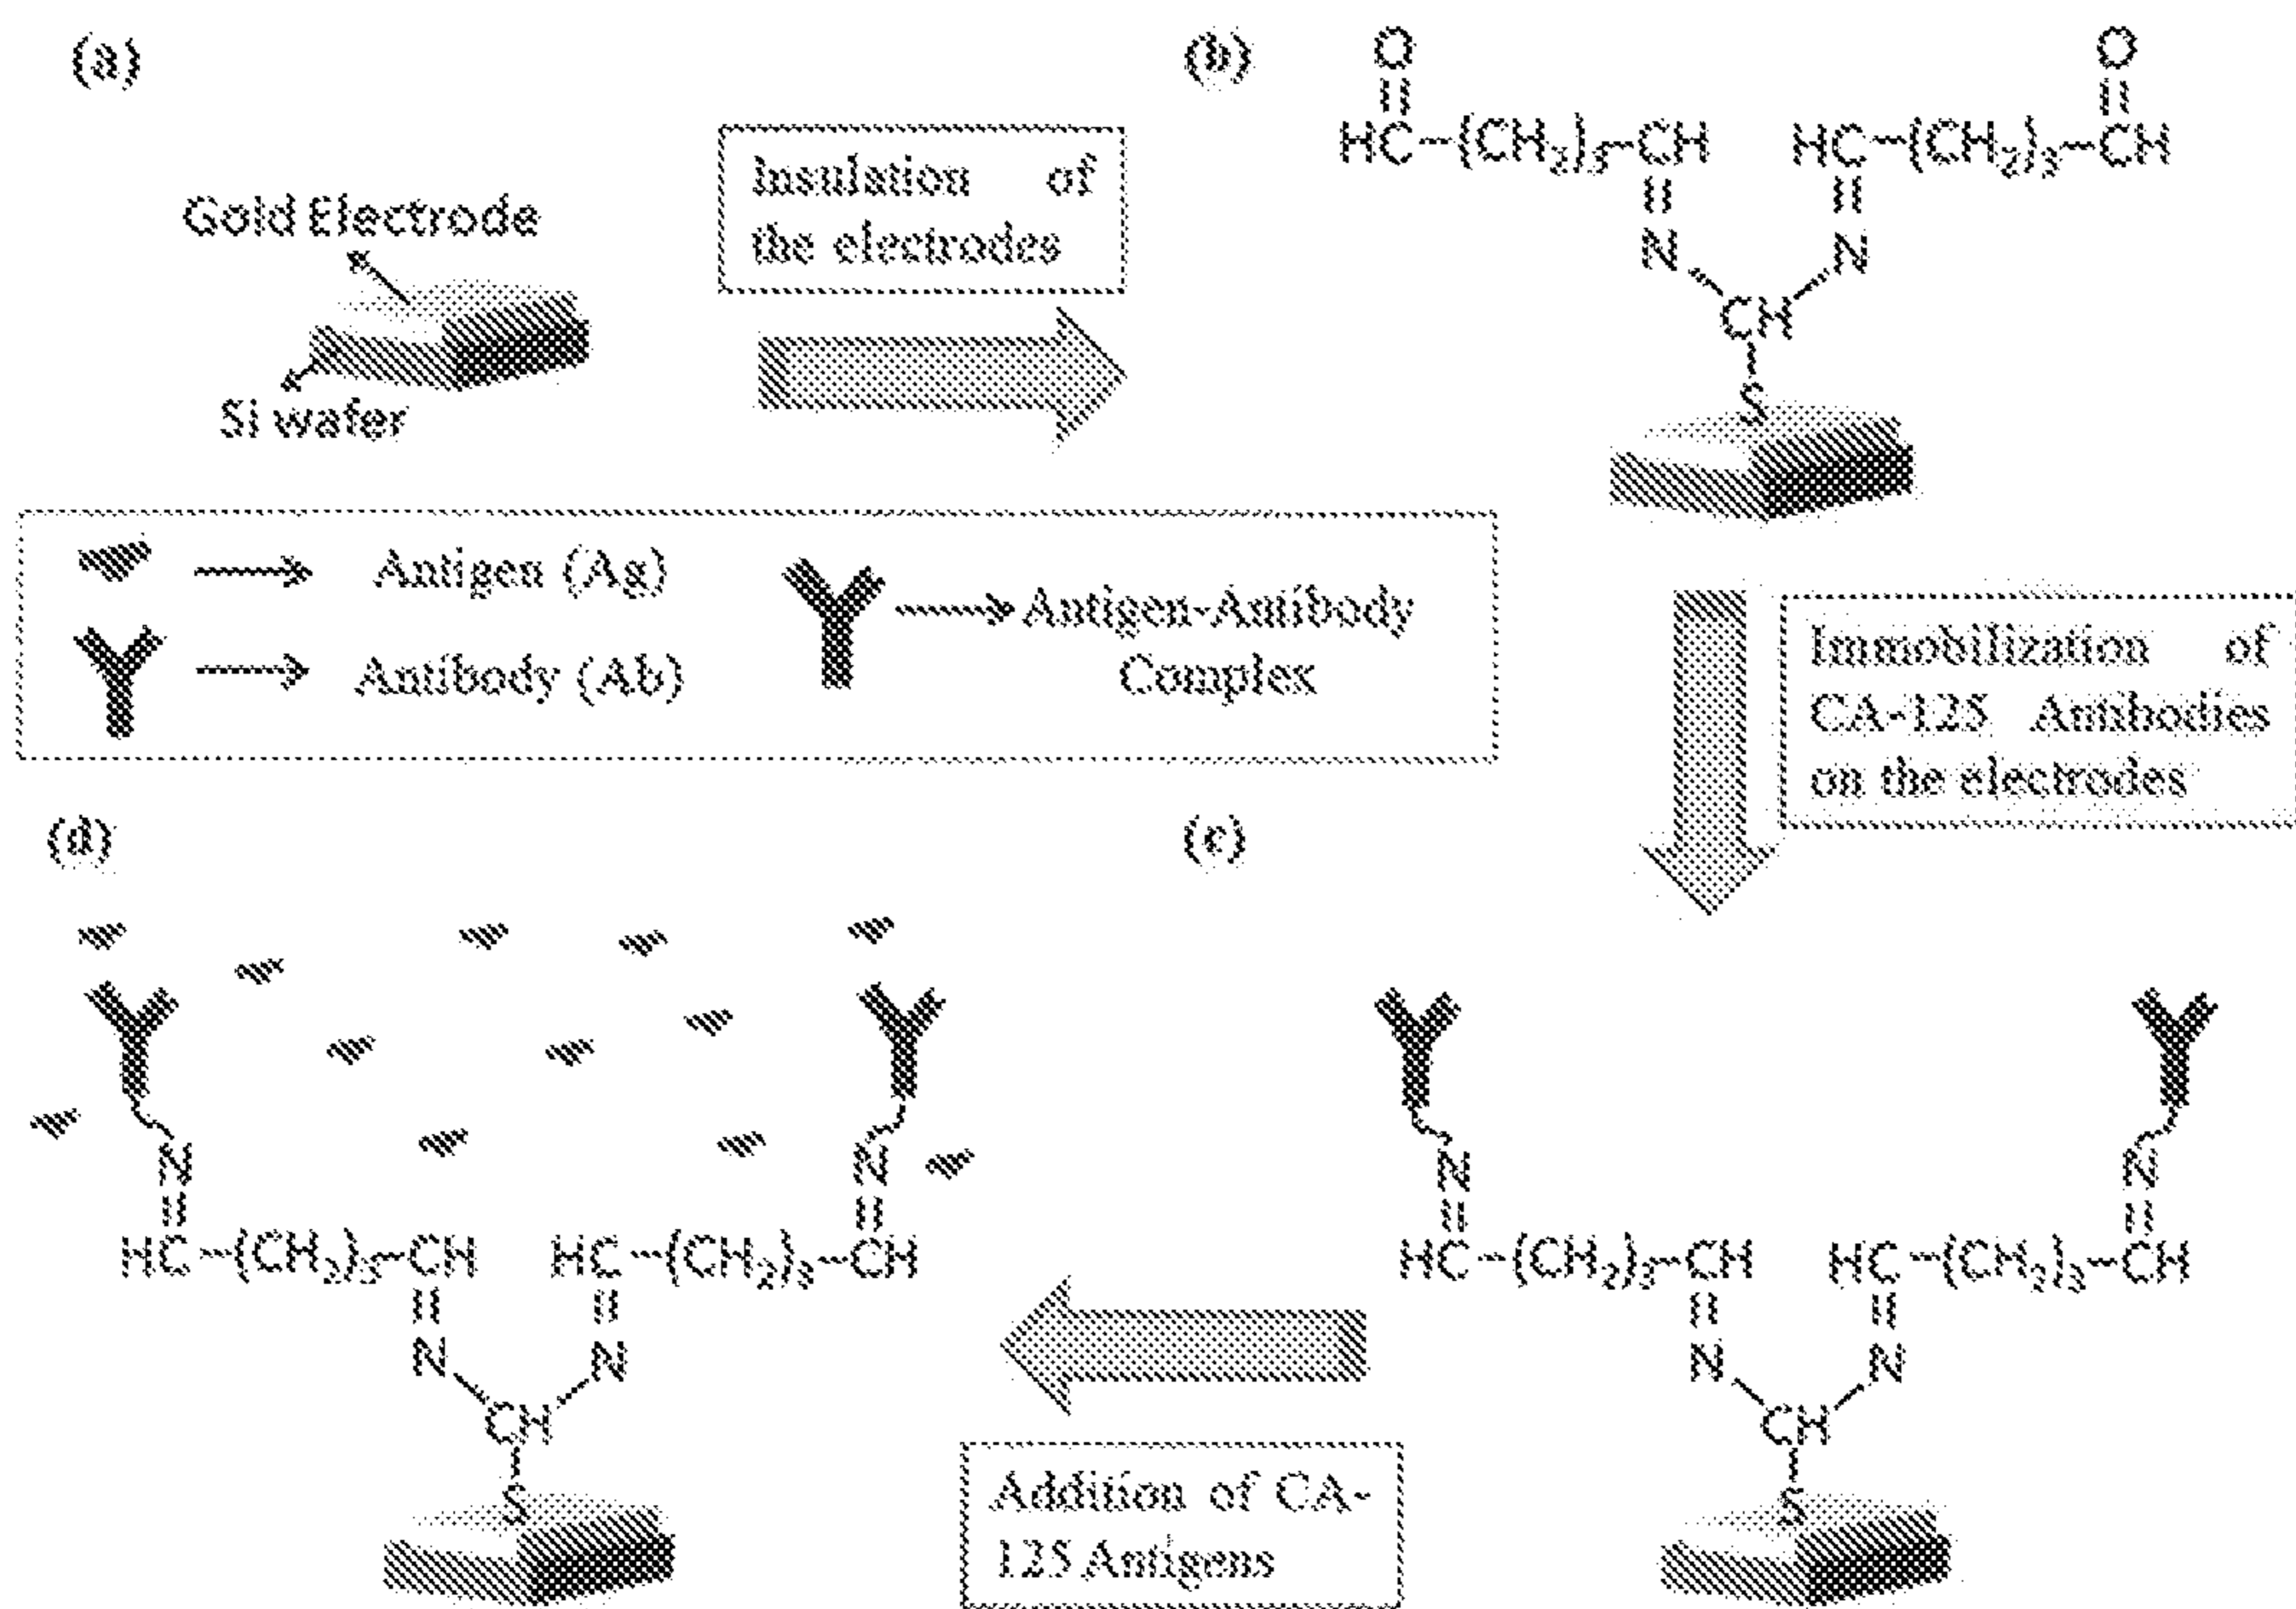 (a)
Gold Electrode
Si wafer
Insulation of
the electrodes
(b)
O O
HC-(CH2)3-CH HC-(CH2)3-CH
N N
CH
S
Antigen (Ag)
Antibody (Ab)
Antigen-Antibody
Complex
Immobilization of
CA-125 Antibodies
on the electrodes
(c)
N N
HC-(CH2)3-CH HC-(CH2)3-CH
N N
CH
S
Addition of CA-
125 Antigens
(d)
N N
HC-(CH2)3-CH HC-(CH2)3-CH
N N
CH
S